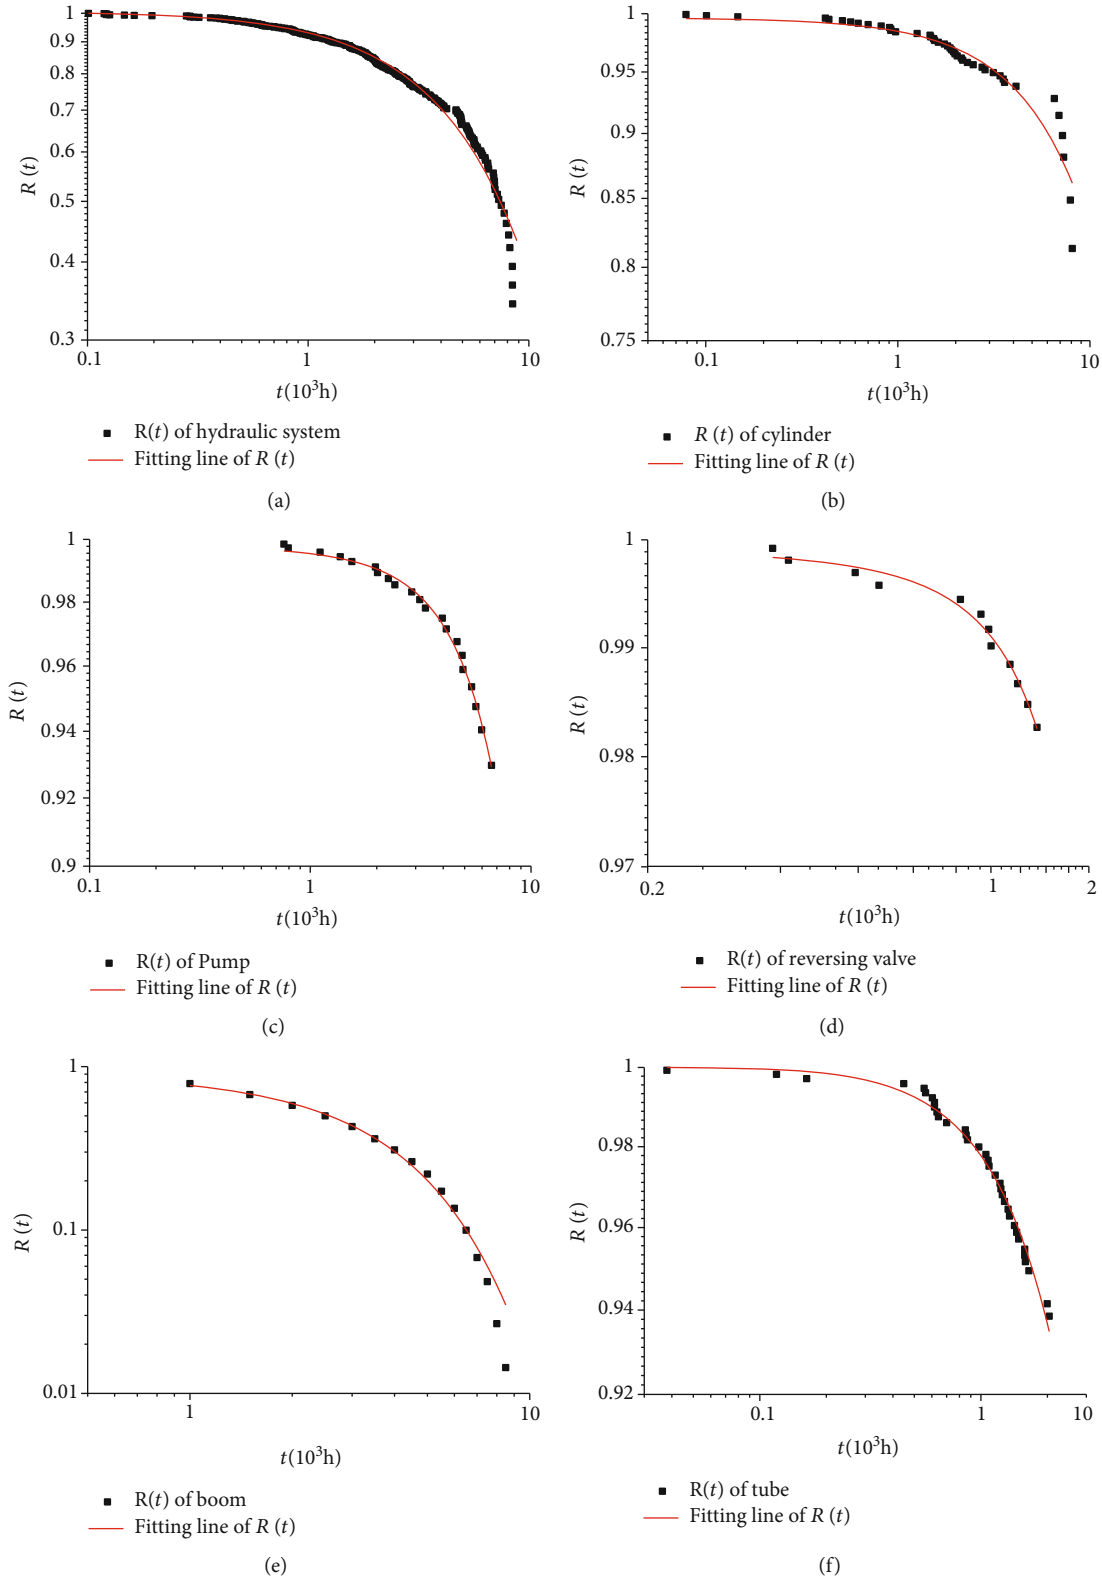 1
0.9
0.8
0.7
0.6
0.5
0.4
0.3
R (t)
0.1
1
10
t(10³h)
R(t) of hydraulic system
Fitting line of R (t)
(a)
1
0.95
0.9
0.85
0.8
0.75
R (t)
0.1
1
10
t(10³h)
R (t) of cylinder
Fitting line of R (t)
(b)
1
0.98
0.96
0.94
0.92
0.9
R (t)
0.1
1
10
t(10³h)
R(t) of Pump
Fitting line of R (t)
(c)
1
0.99
0.98
0.97
R (t)
0.2
1
2
t(10³h)
R(t) of reversing valve
Fitting line of R (t)
(d)
1
0.1
0.01
R (t)
1
10
t(10³h)
R(t) of boom
Fitting line of R (t)
(e)
1
0.98
0.96
0.94
0.92
R (t)
0.1
1
10
t(10³h)
R(t) of tube
Fitting line of R (t)
(f)